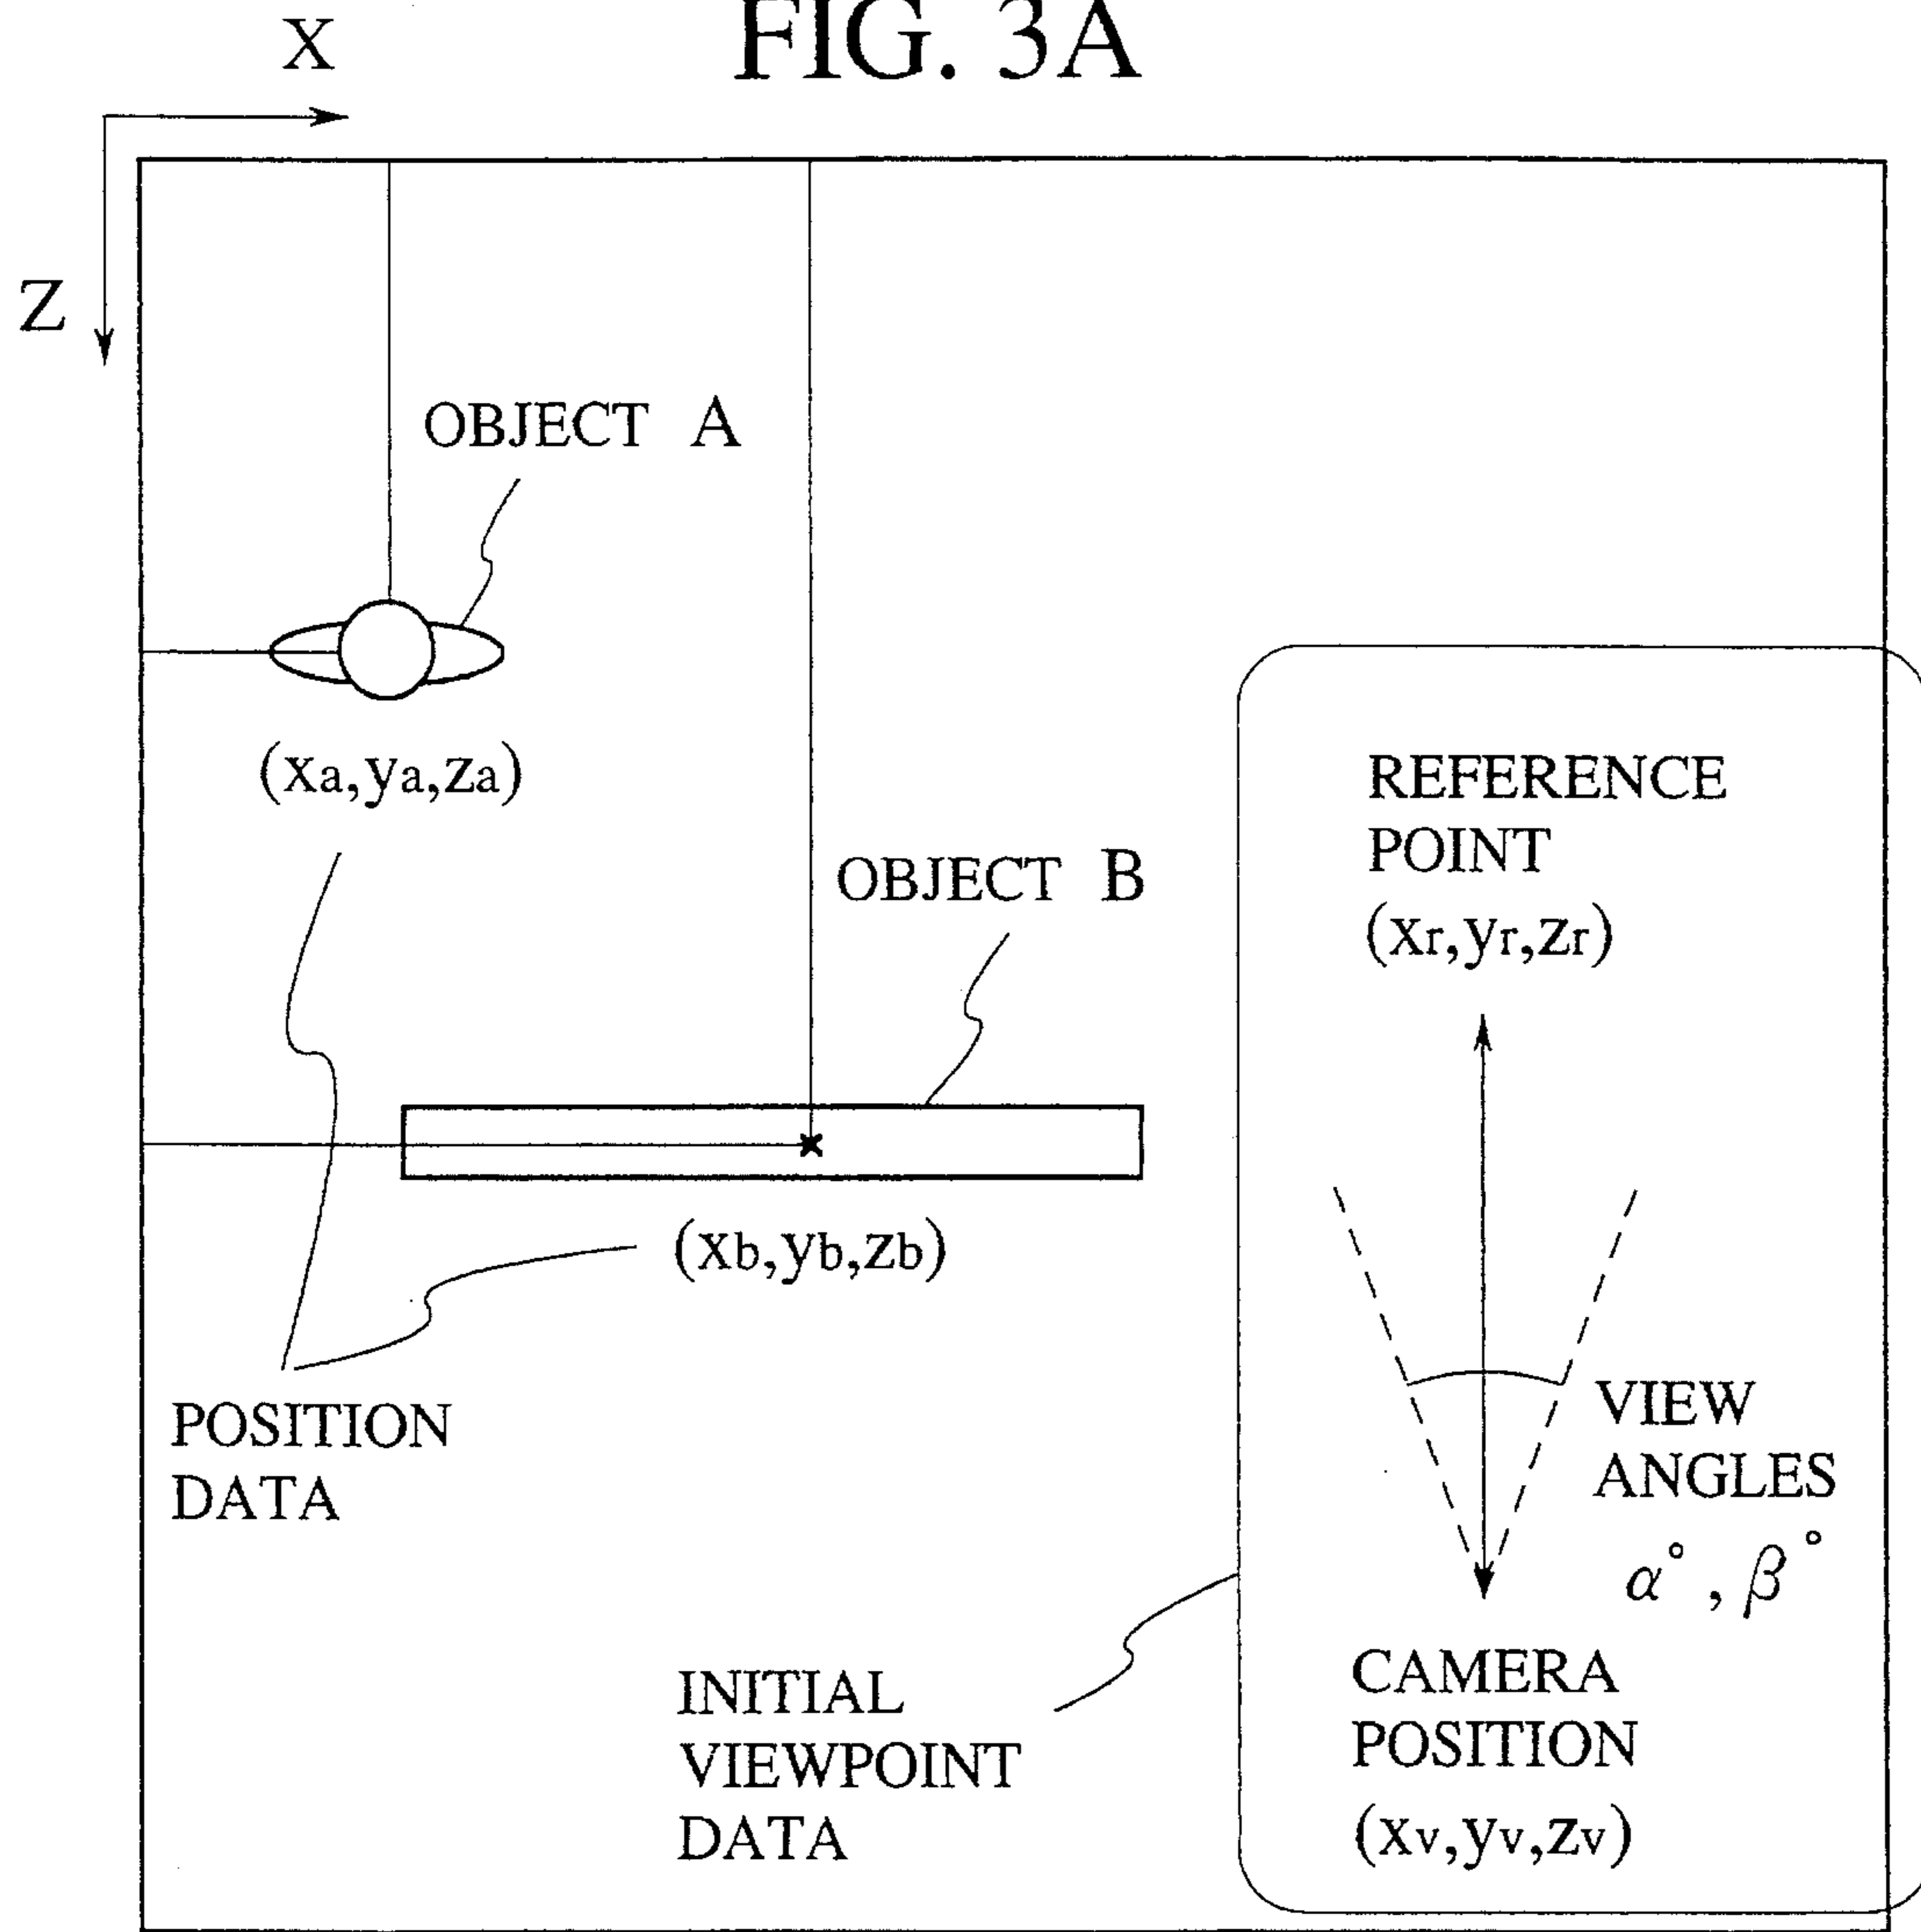 FIG. 3A
X
Z
OBJECT A
(xa,ya,za)
OBJECT B
(xb,yb,zb)
POSITION
DATA
REFERENCE
POINT
(xr,yr,zr)
VIEW
ANGLES
α°, β°
CAMERA
POSITION
(xv,yv,zv)
INITIAL
VIEWPOINT
DATA